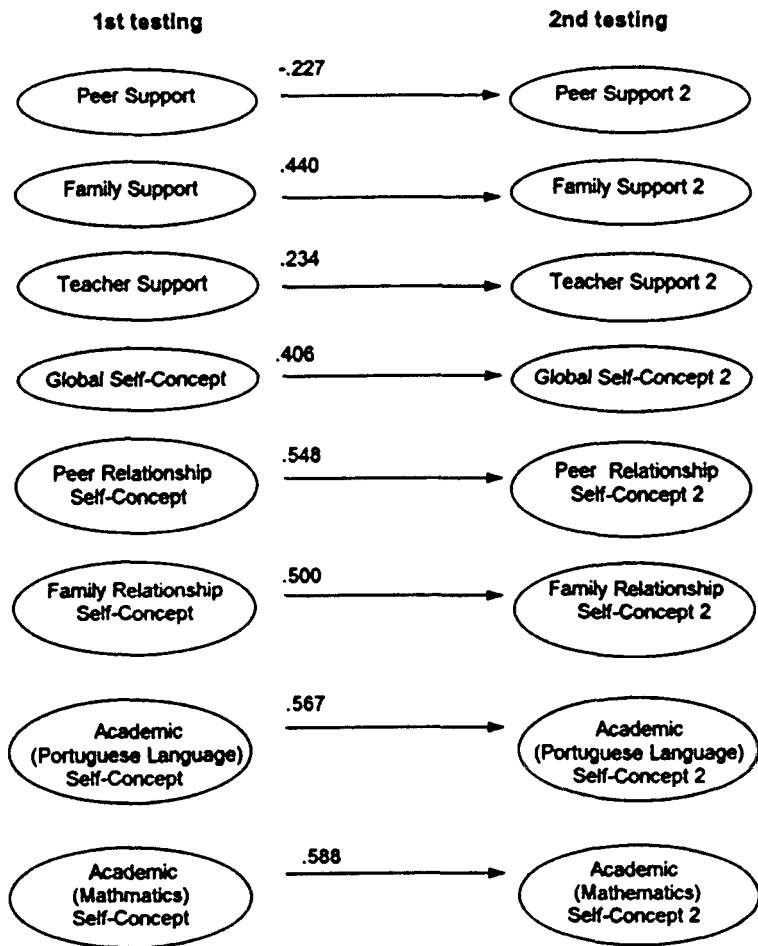 1st testing 2nd testing
Peer Support -.227 Peer Support 2
Family Support .440 Family Support 2
Teacher Support .234 Teacher Support 2
Global Self-Concept .406 Global Self-Concept 2
Peer Relationship .548 Peer Relationship
Self-Concept Self-Concept 2
Family Relationship .500 Family Relationship
Self-Concept Self-Concept 2
.567
Academic Academic
(Portuguese Language) (Portuguese Language)
Self-Concept Self-Concept 2
.588
Academic Academic
(Mathmatics) (Mathematics)
Self-Concept Self-Concept 2